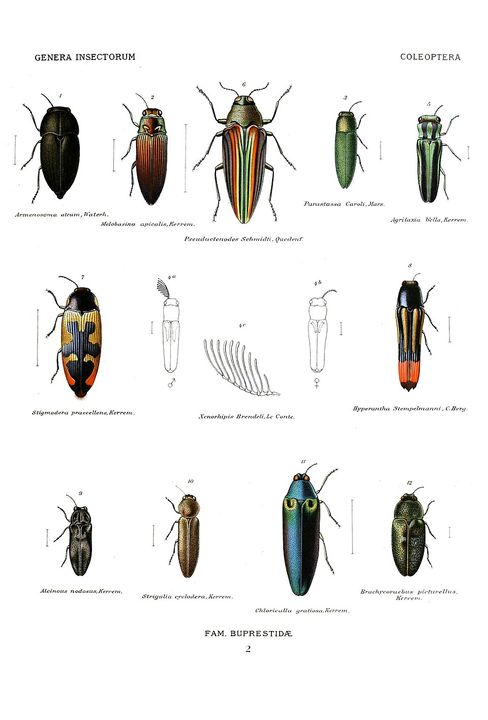 GENERA INSECTORUM
COLEOPTERA
1
2
6
3
5
Armenosoma atrum, Waterh.
Melobasina apicalis, Kerrem.
Pseudactenodes Schmidti, Quedenf.
Parastassa Caroli, Mars.
Agrilaxia Bella, Kerrem.
7
4a
4b
8
4c
♂
♀
Stigmodera praecellens, Kerrem.
Xenorhipis Brendeli, Le Conte.
Hyperantha Stempelmanni, C. Berg.
9
10
11
12
Alcinous nodosus, Kerrem.
Strigulia cyclodera, Kerrem.
Chloricalla gratiosa, Kerrem.
Brachycoraebus picturellus,
Kerrem.
FAM. BUPRESTIDÆ
2